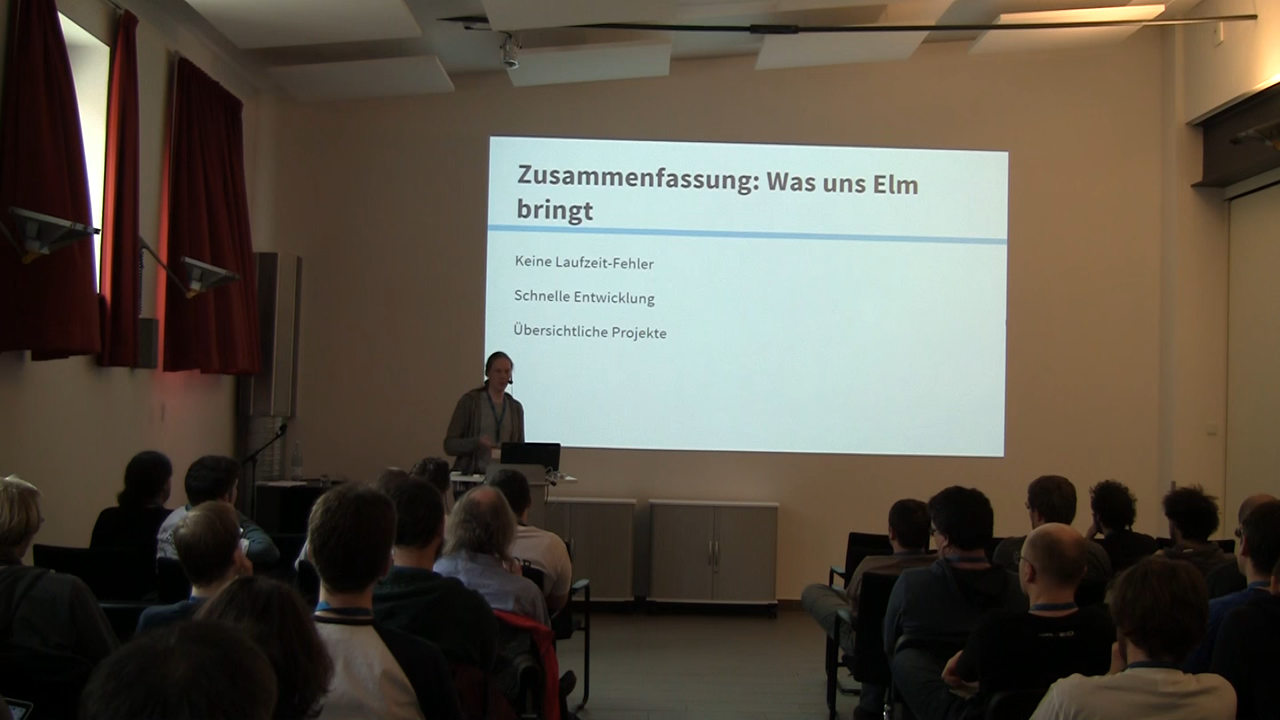 Zusammenfassung: Was uns Elm
bringt
Keine Laufzeit-Fehler
Schnelle Entwicklung
Übersichtliche Projekte